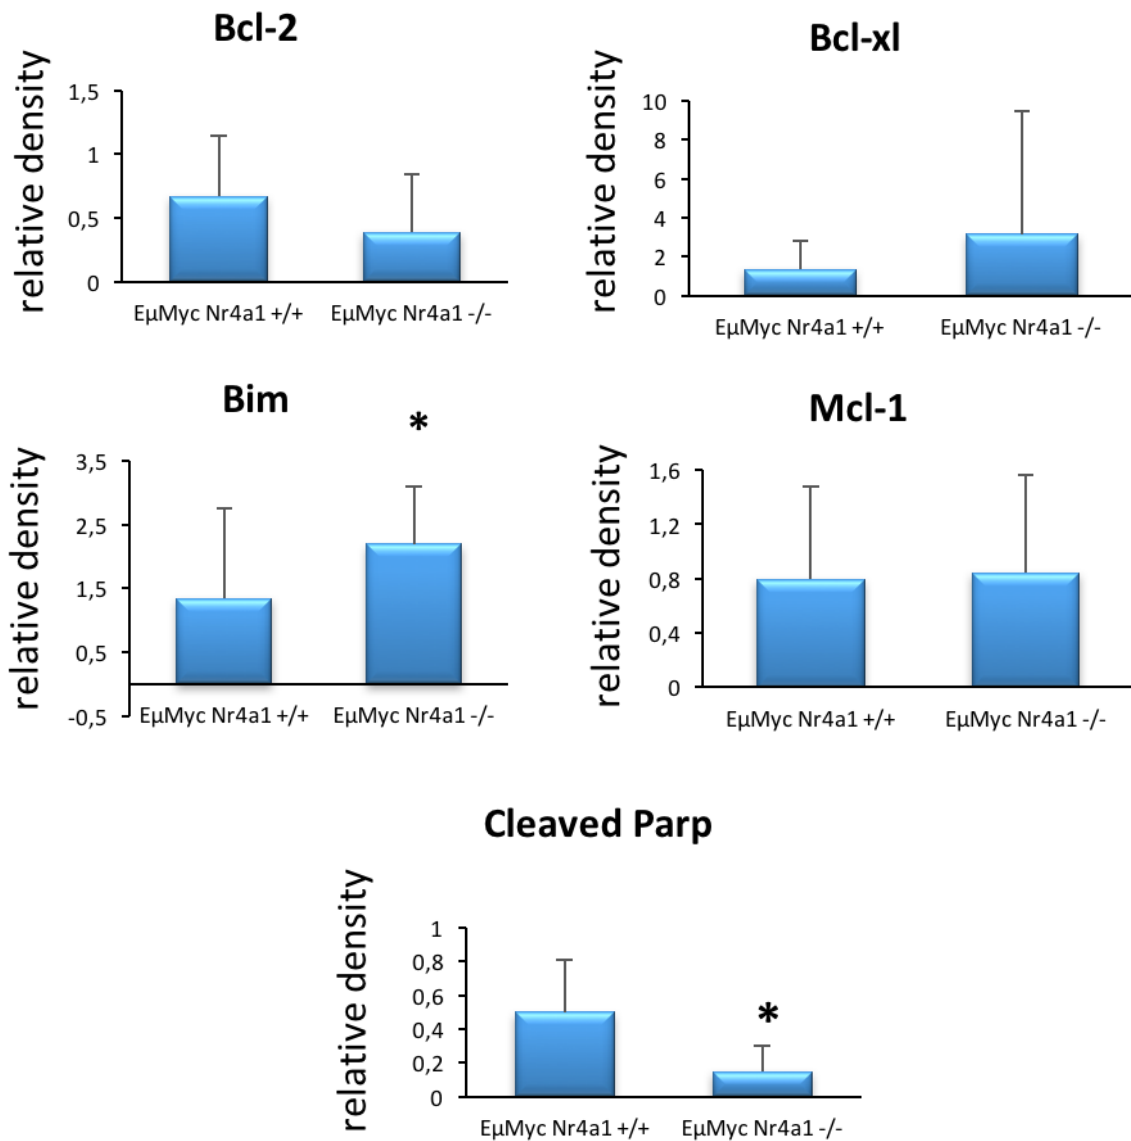 Bcl-2
relative density
1,5
1
0,5
0
EµMyc Nr4a1 +/+ EµMyc Nr4a1 -/-
Bcl-xl
relative density
10
8
6
4
2
0
EµMyc Nr4a1 +/+ EµMyc Nr4a1 -/-
Bim
*
relative density
3,5
2,5
1,5
0,5
-0,5
EµMyc Nr4a1 +/+ EµMyc Nr4a1 -/-
Mcl-1
relative density
1,6
1,2
0,8
0,4
0
EµMyc Nr4a1 +/+ EµMyc Nr4a1 -/-
Cleaved Parp
relative density
1
0,8
0,6
0,4
0,2
0
*
EµMyc Nr4a1 +/+ EµMyc Nr4a1 -/-